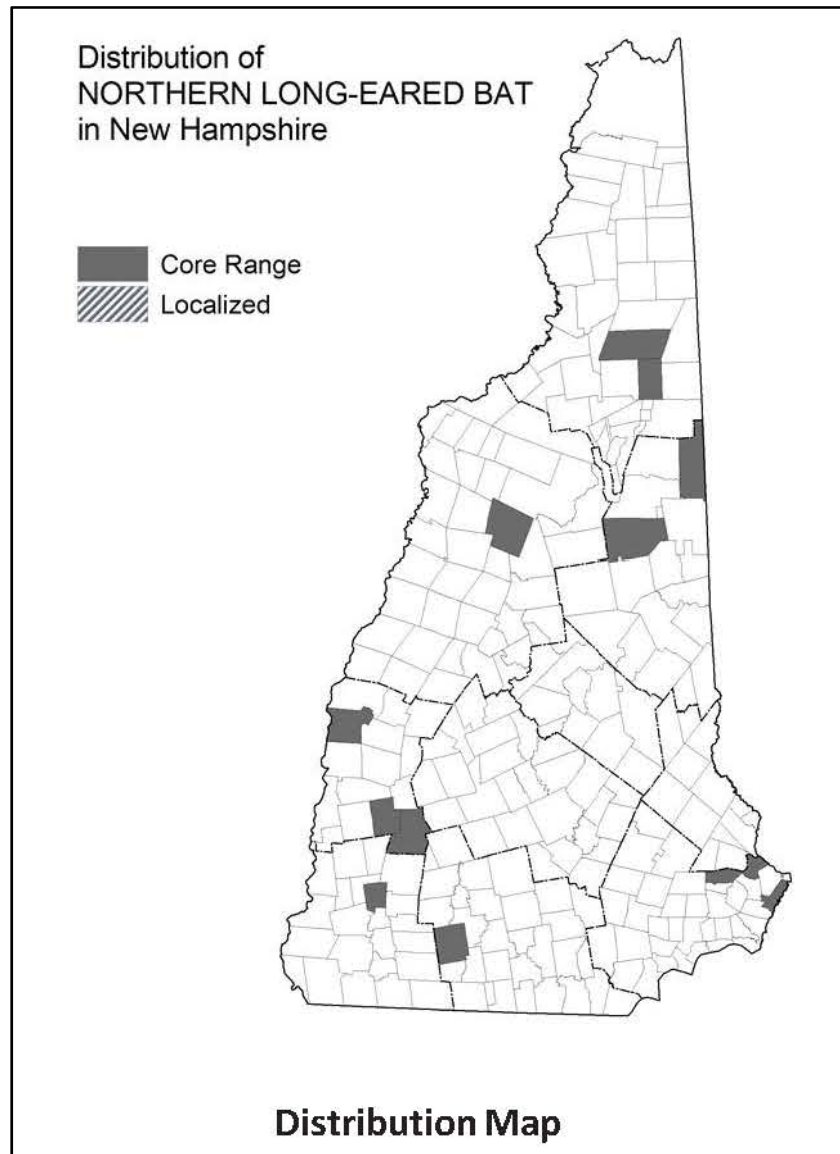 Distribution of
NORTHERN LONG-EARED BAT
in New Hampshire
Core Range
Localized
Distribution Map